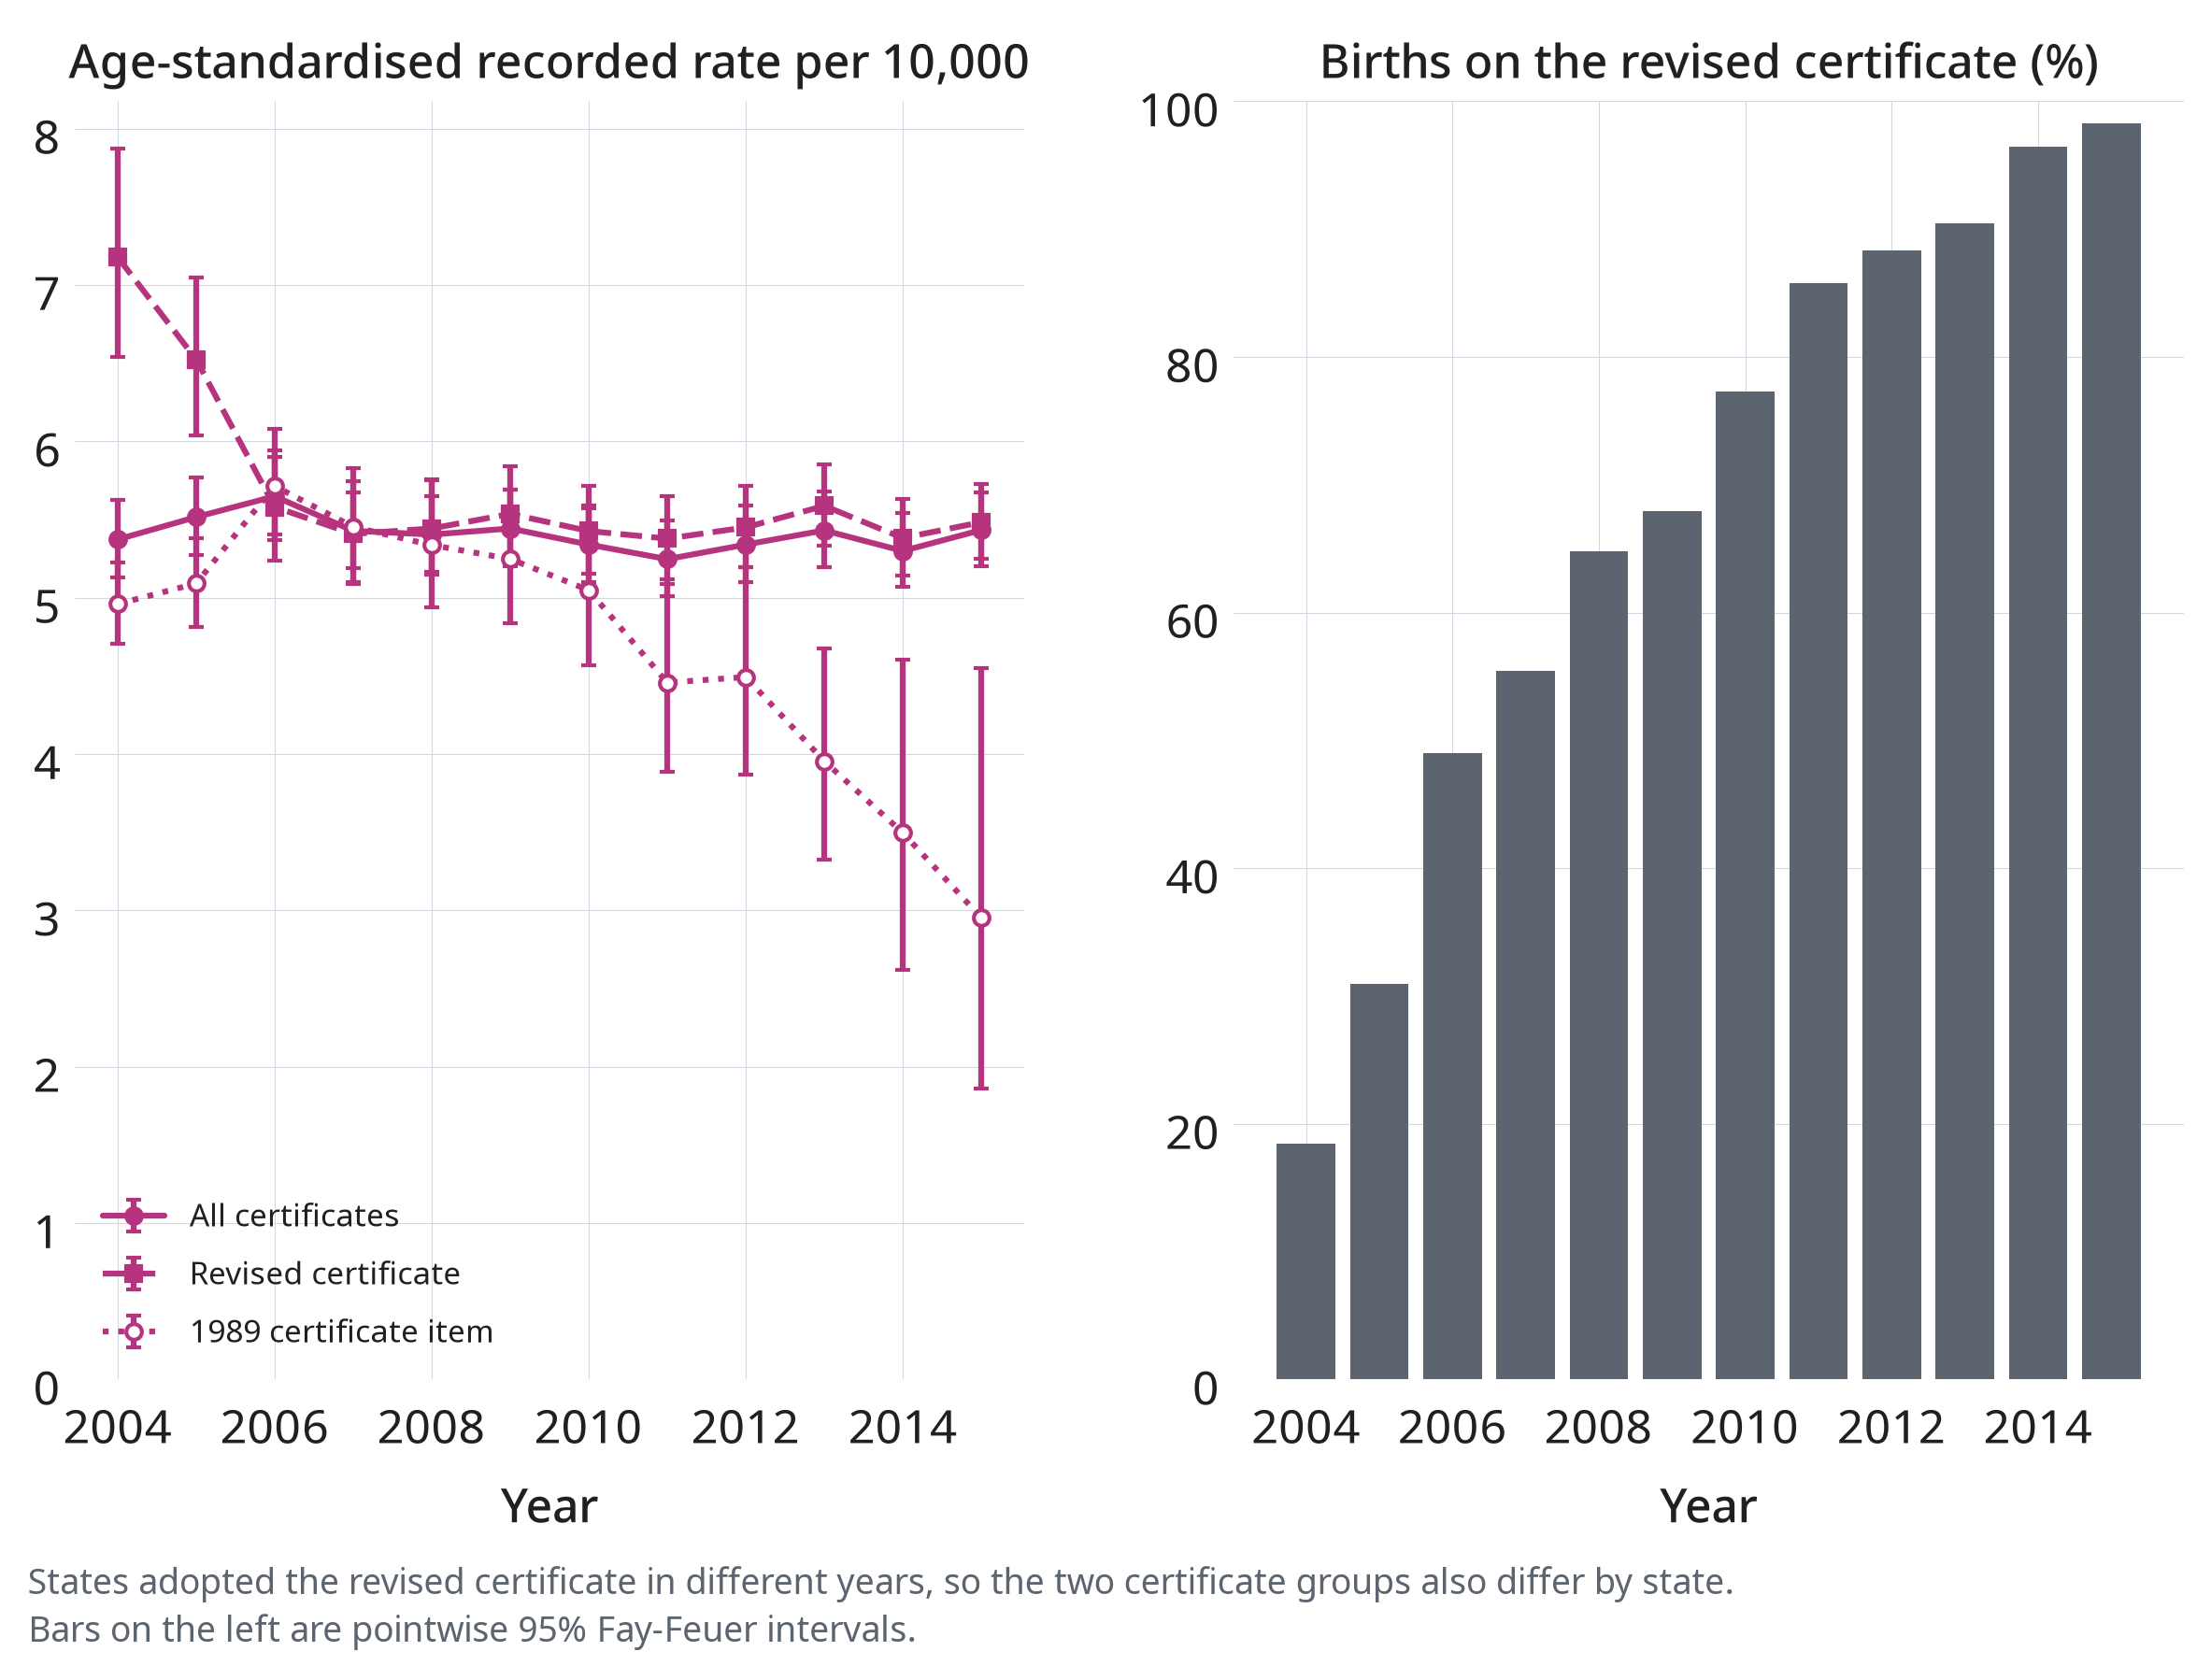 Age-standardised recorded rate per 10,000
8
7
6
5
4
3
2
1
0
All certificates
Revised certificate
1989 certificate item
2004 2006 2008 2010 2012 2014
Year
Births on the revised certificate (%)
100
80
60
40
20
0
2004 2006 2008 2010 2012 2014
Year
States adopted the revised certificate in different years, so the two certificate groups also differ by state.
Bars on the left are pointwise 95% Fay-Feuer intervals.